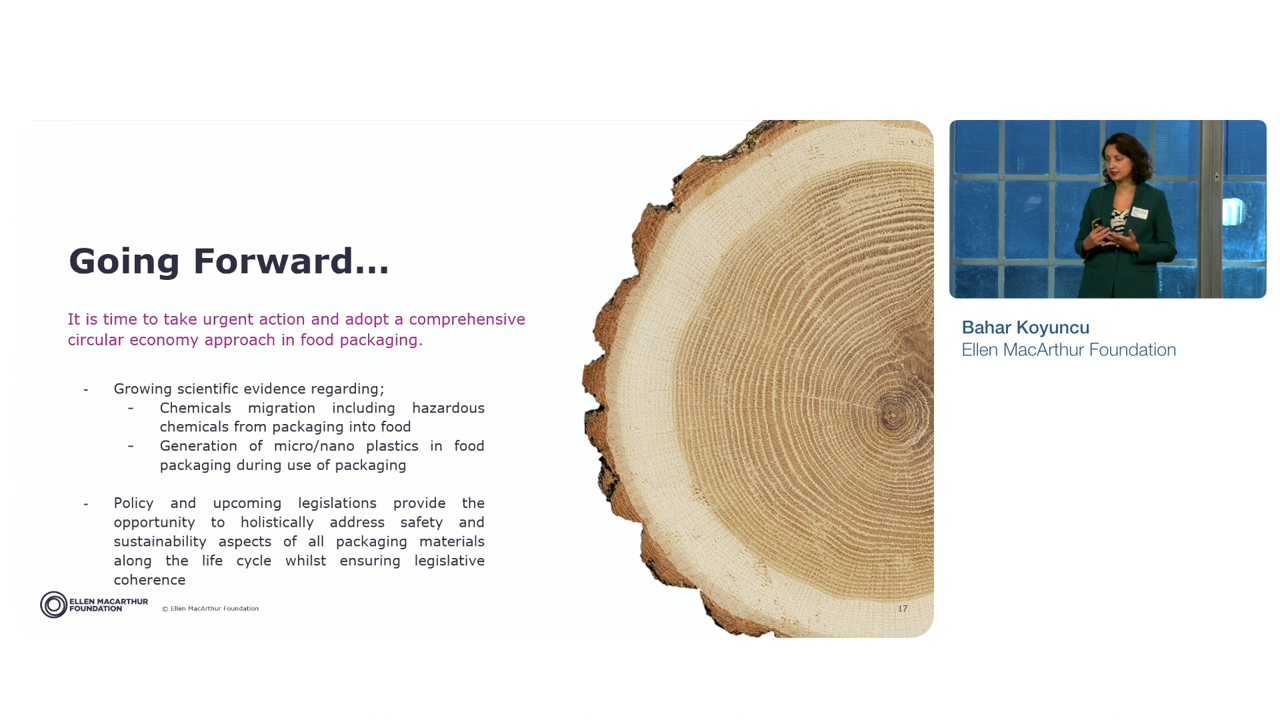 Going Forward...
It is time to take urgent action and adopt a comprehensive
circular economy approach in food packaging.
- Growing scientific evidence regarding;
- Chemicals migration including hazardous
chemicals from packaging into food
- Generation of micro/nano plastics in food
packaging during use of packaging
- Policy and upcoming legislations provide the
opportunity to holistically address safety and
sustainability aspects of all packaging materials
along the life cycle whilst ensuring legislative
coherence
ELLEN MACARTHUR
FOUNDATION
© Ellen MacArthur Foundation
17
Bahar Koyuncu
Ellen MacArthur Foundation